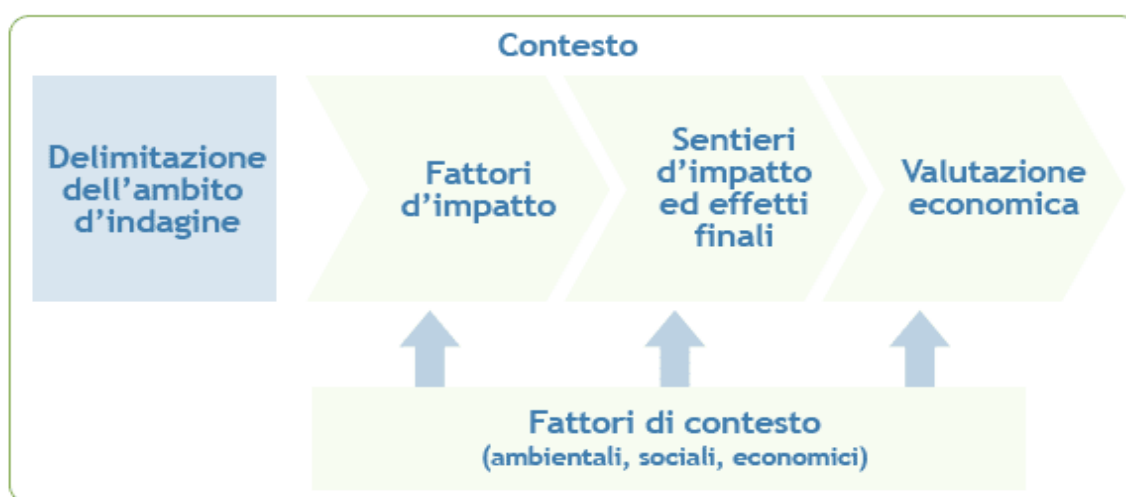 Contesto
Delimitazione
dell'ambito
d'indagine
Fattori
d'impatto
Sentieri
d'impatto
ed effetti
finali
Valutazione
economica
Fattori di contesto
(ambientali, sociali, economici)